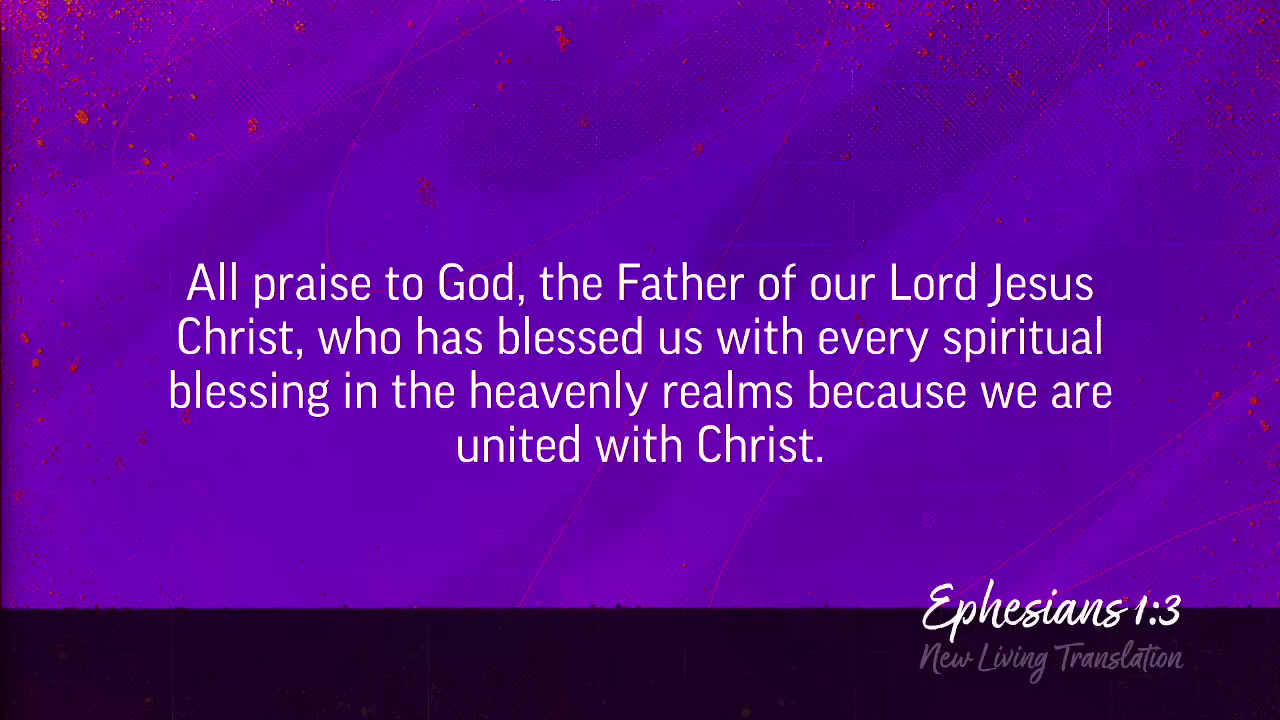 All praise to God, the Father of our Lord Jesus
Christ, who has blessed us with every spiritual
blessing in the heavenly realms because we are
united with Christ.
Ephesians 1:3
New Living Translation